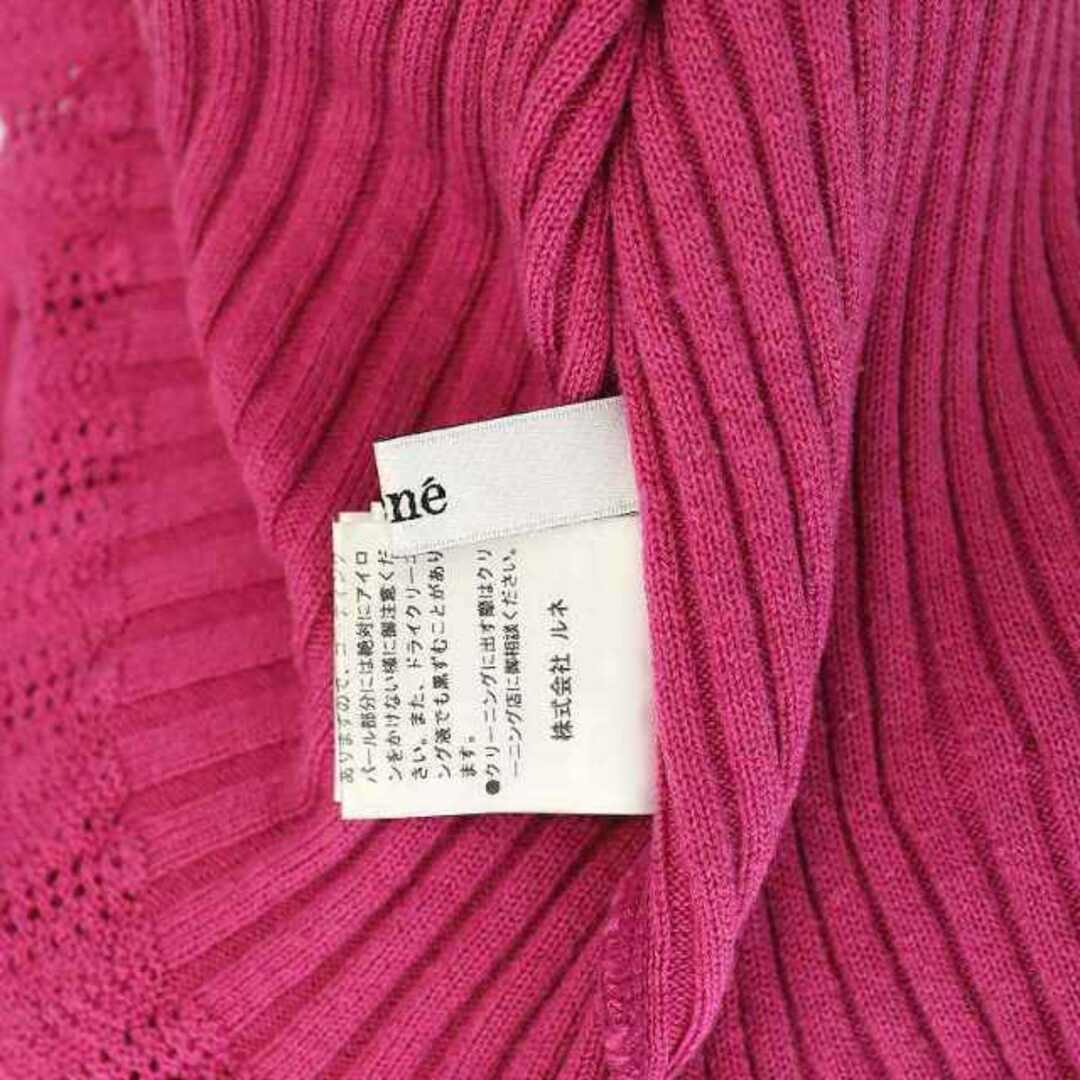 né
ありますので、コーティング
パール部分には絶対にアイロ
ンをかけない様に御注意くだ
さい。また、ドライクリーニ
ング液でも黒ずむことがあり
ます。
●クリーニングに出す際はクリ
ーニング店に御相談ください。
株式会社 ルネ